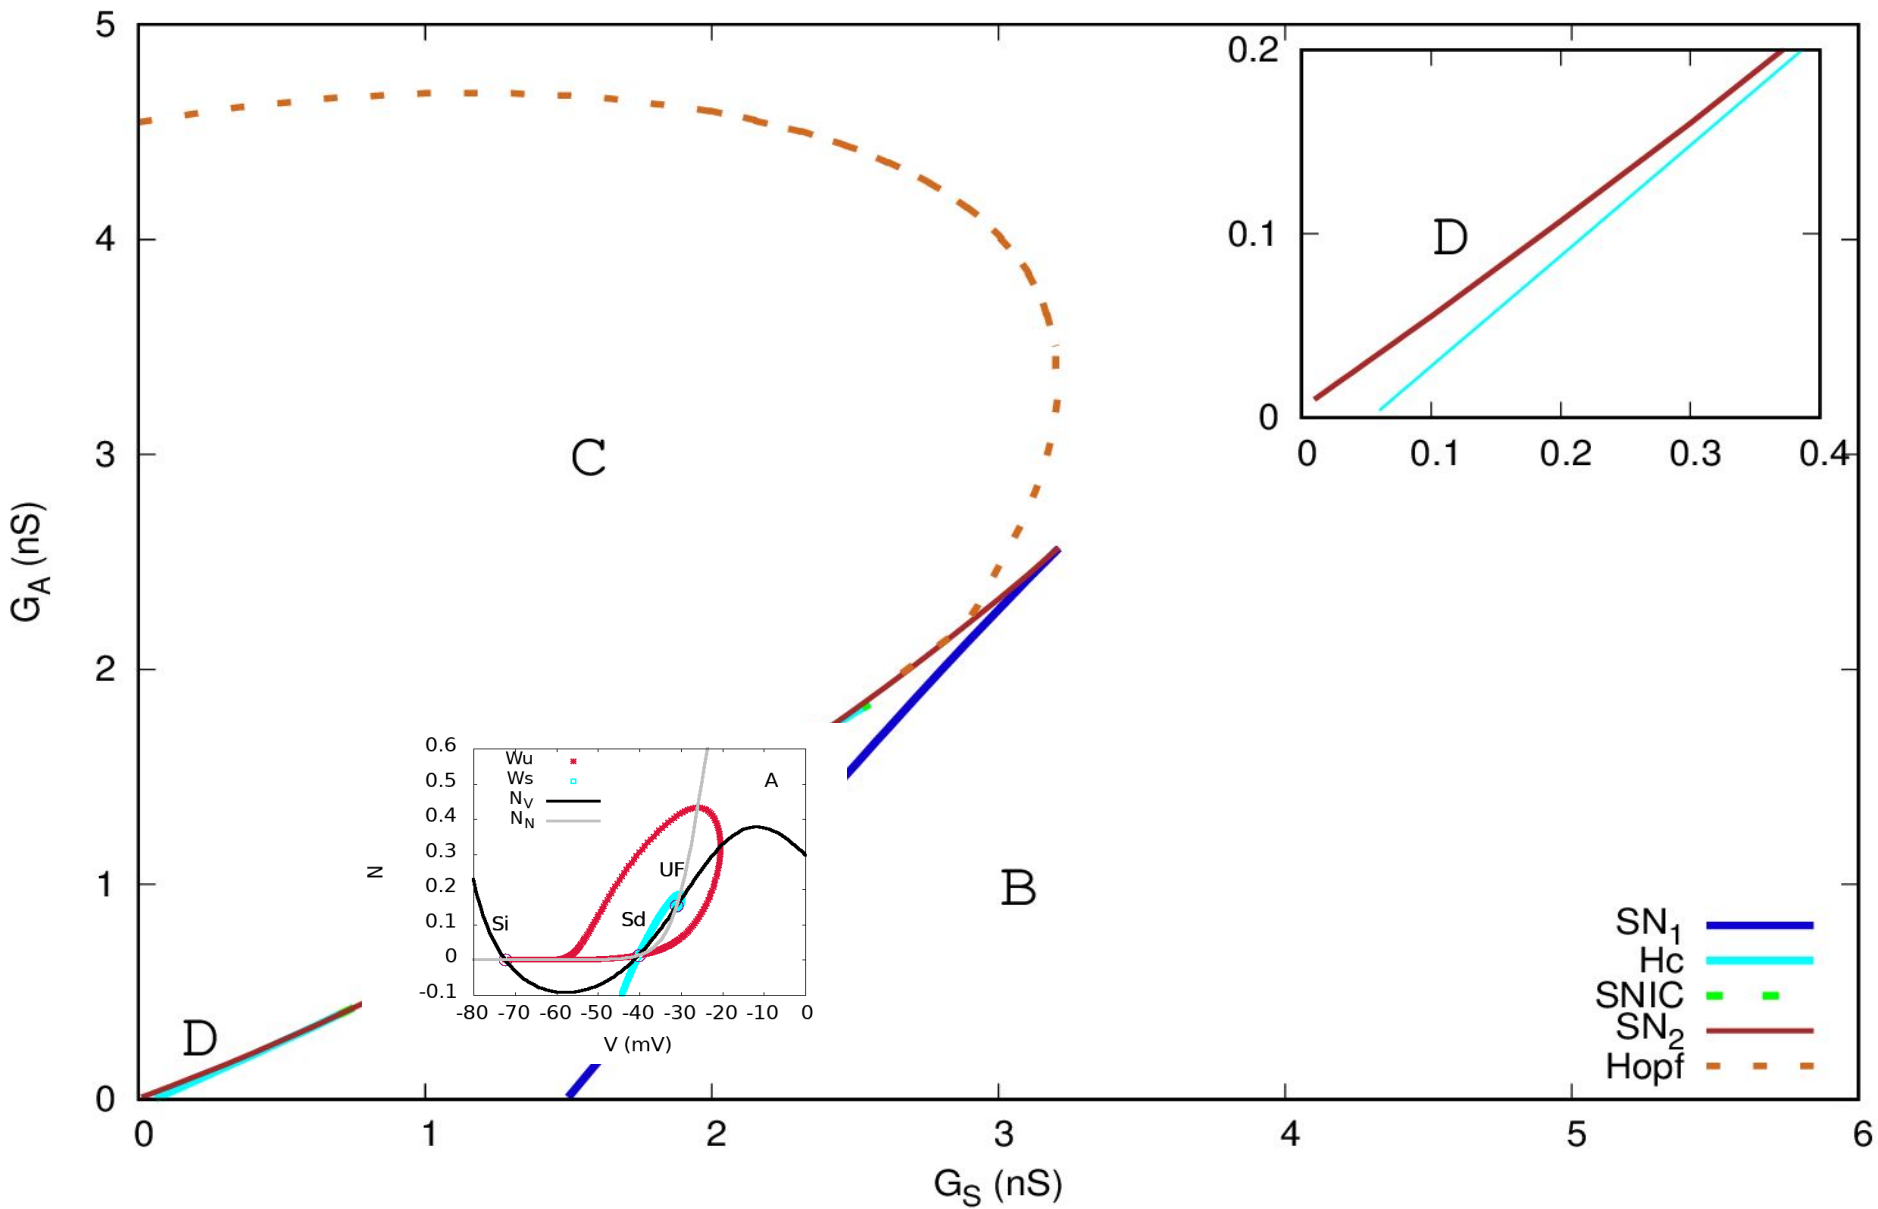 5
4
3
2
1
0
0 1 2 3 4 5 6
G_A (nS)
G_S (nS)
C
D
B
0.2
0.1
0
0 0.1 0.2 0.3 0.4
D
SN_1
Hc
SNIC
SN_2
Hopf
0.6
0.5
0.4
0.3
0.2
0.1
0
-0.1
-80 -70 -60 -50 -40 -30 -20 -10 0
N
V (mV)
Wu
Ws
N_V
N_N
A
UF
Si
Sd